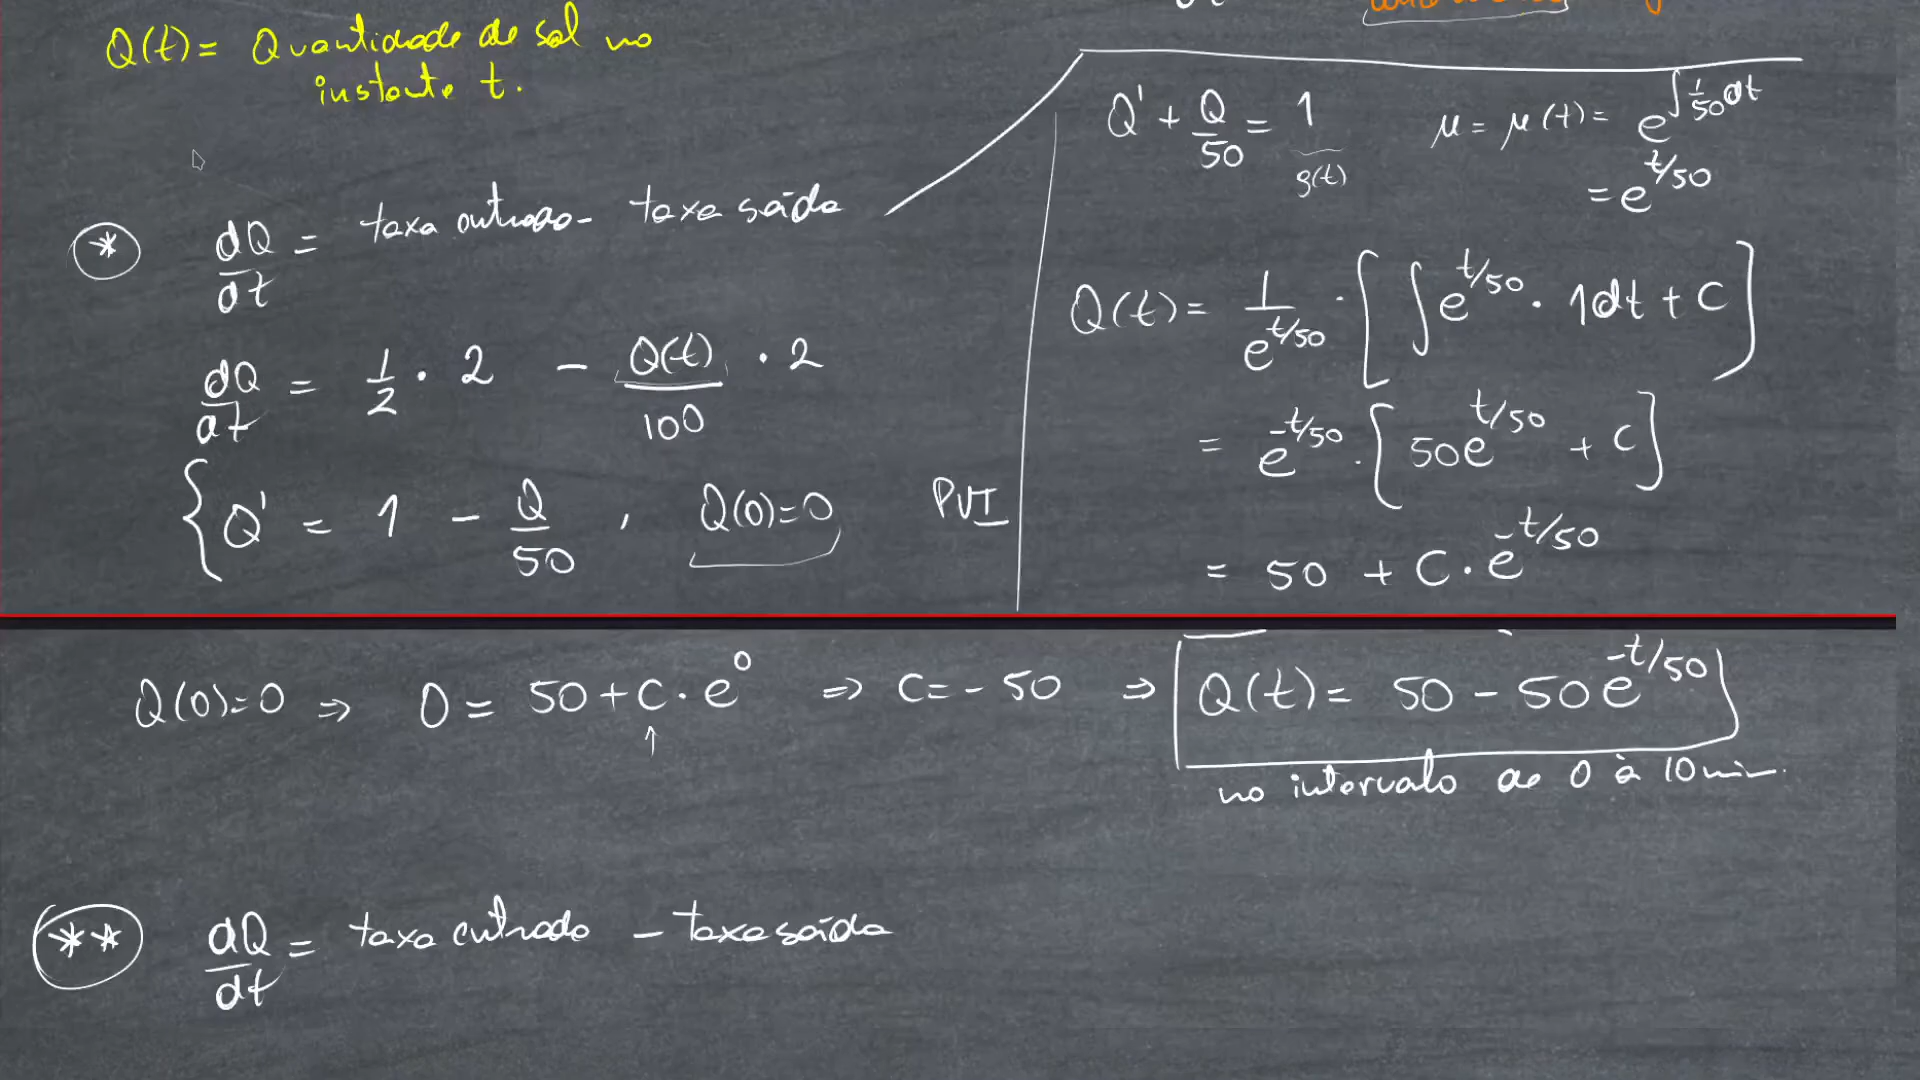 Q(t) = Quantidade de sal no
instante t.
* dQ/dt = taxa entrada - taxa saída
dQ/dt = 1/2 · 2 - Q(t)/100 · 2
{ Q' = 1 - Q/50 , Q(0)=0 PVI
Q' + Q/50 = 1 μ = μ(t) = e^∫1/50 dt
g(t)
= e^t/50
Q(t) = 1/e^t/50 · [ ∫ e^t/50 · 1dt + C ]
= e^-t/50 · [ 50e^t/50 + C ]
= 50 + C · e^-t/50
Q(0)=0 ⇒ 0 = 50 + C · e^0 ⇒ C = - 50 ⇒ Q(t) = 50 - 50e^-t/50
↑
no intervalo de 0 à 10 min.
** dQ/dt = taxa entrada - taxa saída